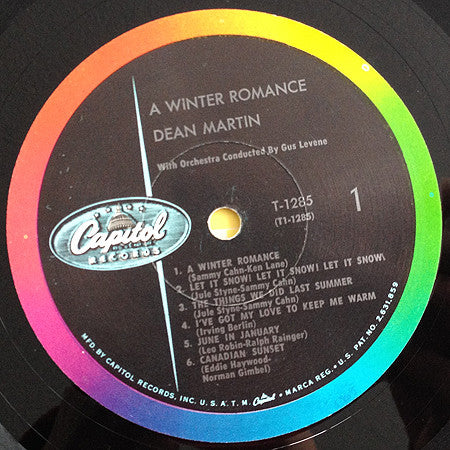 A WINTER ROMANCE
DEAN MARTIN
With Orchestra Conducted By Gus Levene
T-1285
(T1-1285)
1
Capitol
RECORDS
1. A WINTER ROMANCE
(Sammy Cahn-Ken Lane)
2. LET IT SNOW! LET IT SNOW! LET IT SNOW!
(Jule Styne-Sammy Cahn)
3. THE THINGS WE DID LAST SUMMER
(Jule Styne-Sammy Cahn)
4. I'VE GOT MY LOVE TO KEEP ME WARM
(Irving Berlin)
5. JUNE IN JANUARY
(Leo Robin-Ralph Rainger)
6. CANADIAN SUNSET
(Eddie Haywood-
Norman Gimbel)
MFD. BY CAPITOL RECORDS, INC. U. S. A. T. M. CAPITOL MARCA REG. • U. S. PAT. NO. 2,631,859